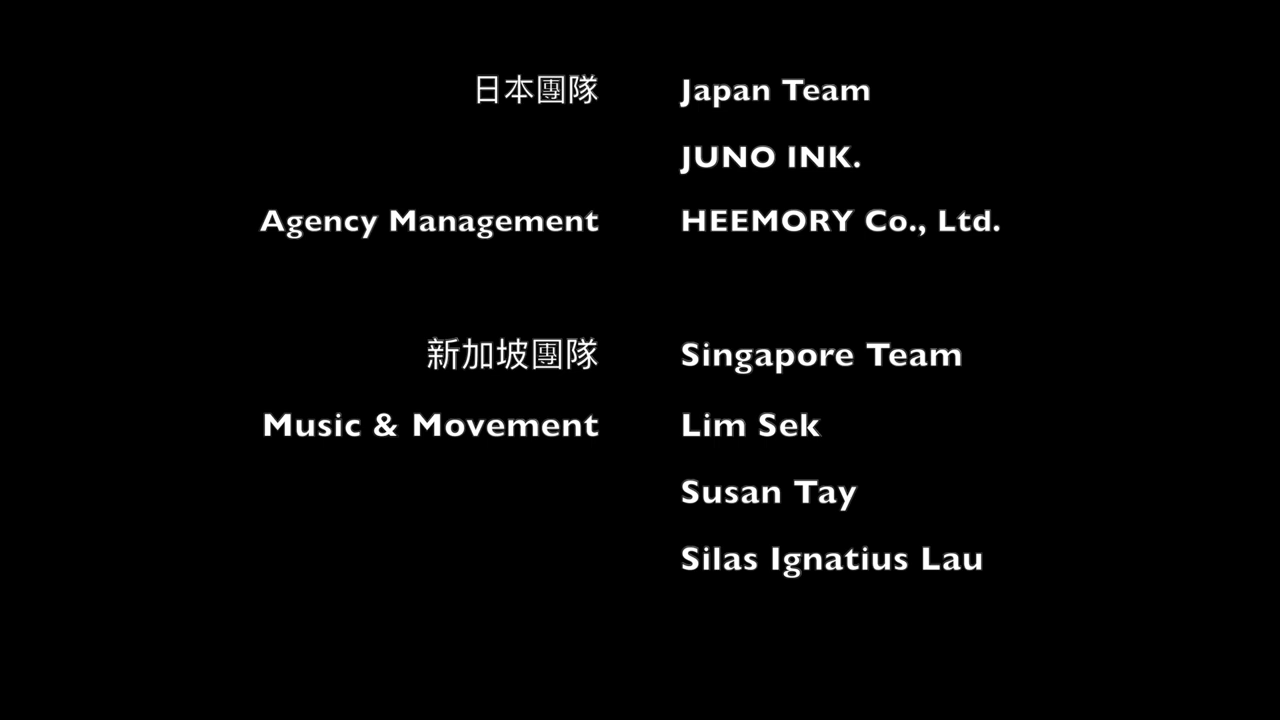 日本團隊 Japan Team
JUNO INK.
Agency Management HEEMORY Co., Ltd.
新加坡團隊 Singapore Team
Music & Movement Lim Sek
Susan Tay
Silas Ignatius Lau